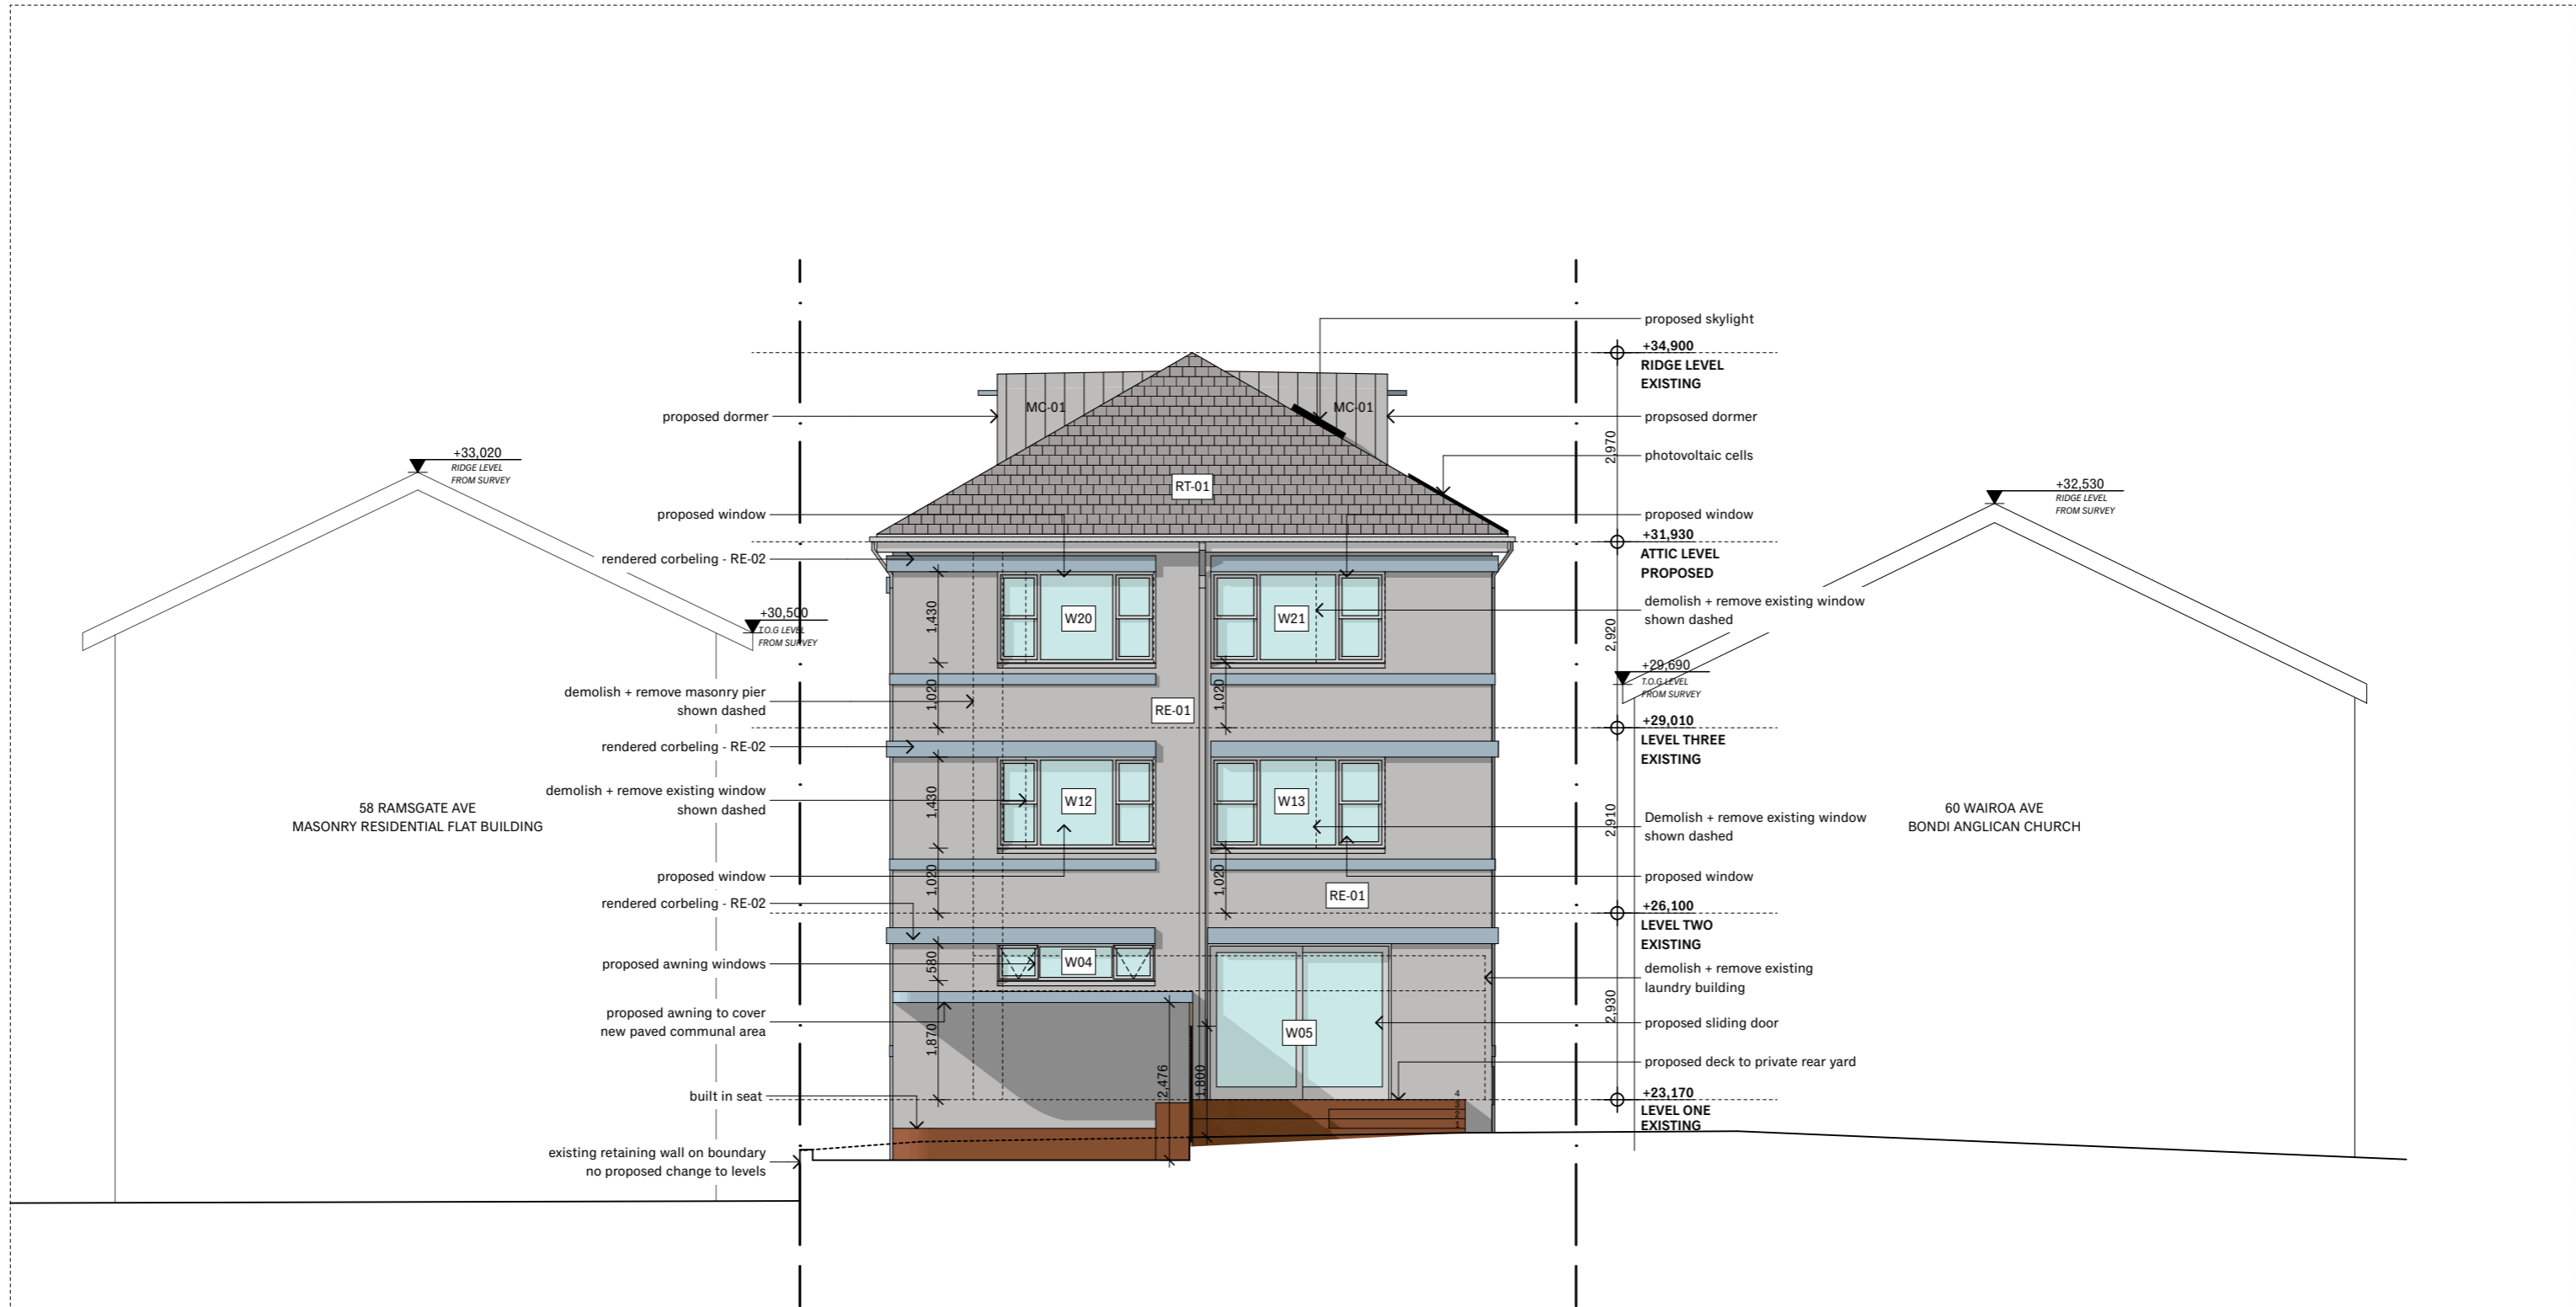 proposed skylight
+34,900
RIDGE LEVEL
EXISTING
MC-01
MC-01
proposed dormer
propsosed dormer
2,970
photovoltaic cells
+33,020
RIDGE LEVEL
FROM SURVEY
RT-01
+32,530
RIDGE LEVEL
FROM SURVEY
proposed window
proposed window
+31,930
ATTIC LEVEL
PROPOSED
rendered corbeling - RE-02
+30,500
T.O.G LEVEL
FROM SURVEY
1,430
W20
W21
demolish + remove existing window
shown dashed
2,920
+29,690
T.O.G LEVEL
FROM SURVEY
demolish + remove masonry pier
shown dashed
1,020
1,020
RE-01
+29,010
LEVEL THREE
EXISTING
rendered corbeling - RE-02
demolish + remove existing window
shown dashed
1,430
W12
W13
2,910
Demolish + remove existing window
shown dashed
58 RAMSGATE AVE
MASONRY RESIDENTIAL FLAT BUILDING
60 WAIROA AVE
BONDI ANGLICAN CHURCH
proposed window
1,020
1,020
proposed window
RE-01
rendered corbeling - RE-02
+26,100
LEVEL TWO
EXISTING
proposed awning windows
580
W04
demolish + remove existing
laundry building
proposed awning to cover
new paved communal area
1,870
W05
2,930
proposed sliding door
2,476
1,800
proposed deck to private rear yard
built in seat
4
3
2
1
+23,170
LEVEL ONE
EXISTING
existing retaining wall on boundary
no proposed change to levels